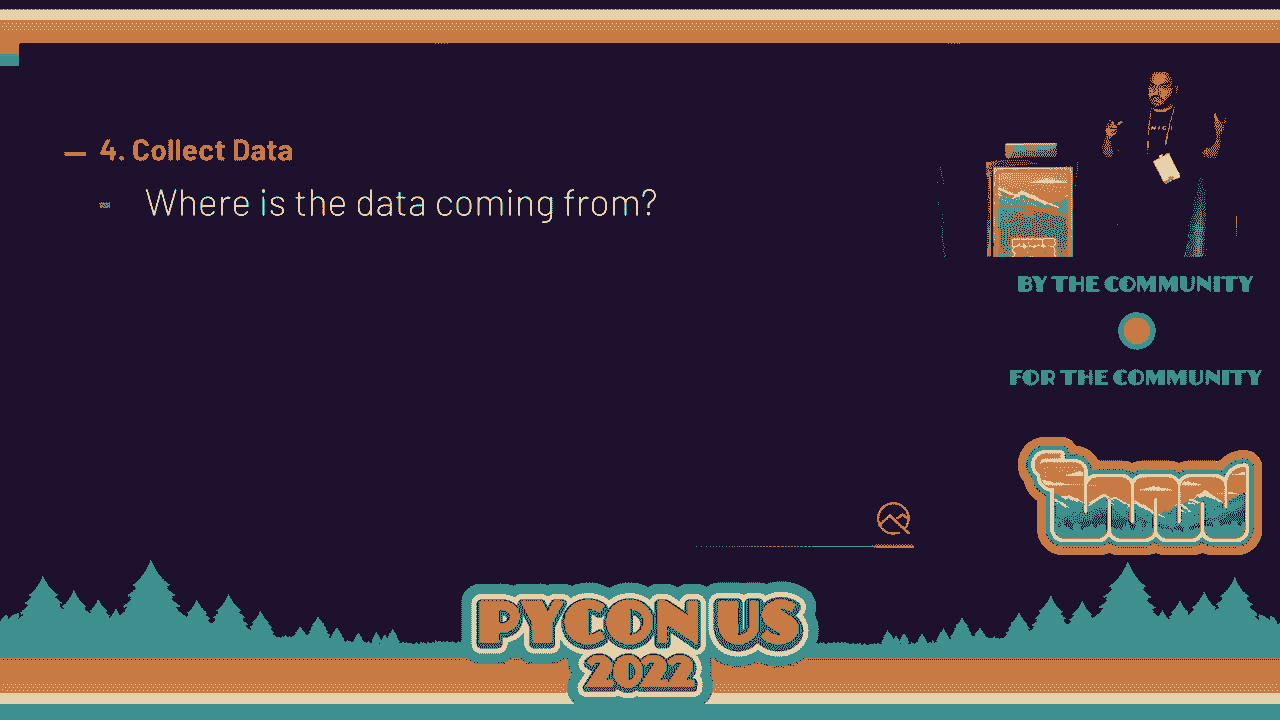 4. Collect Data
Where is the data coming from?
BY THE COMMUNITY
FOR THE COMMUNITY
PYCON US
2022